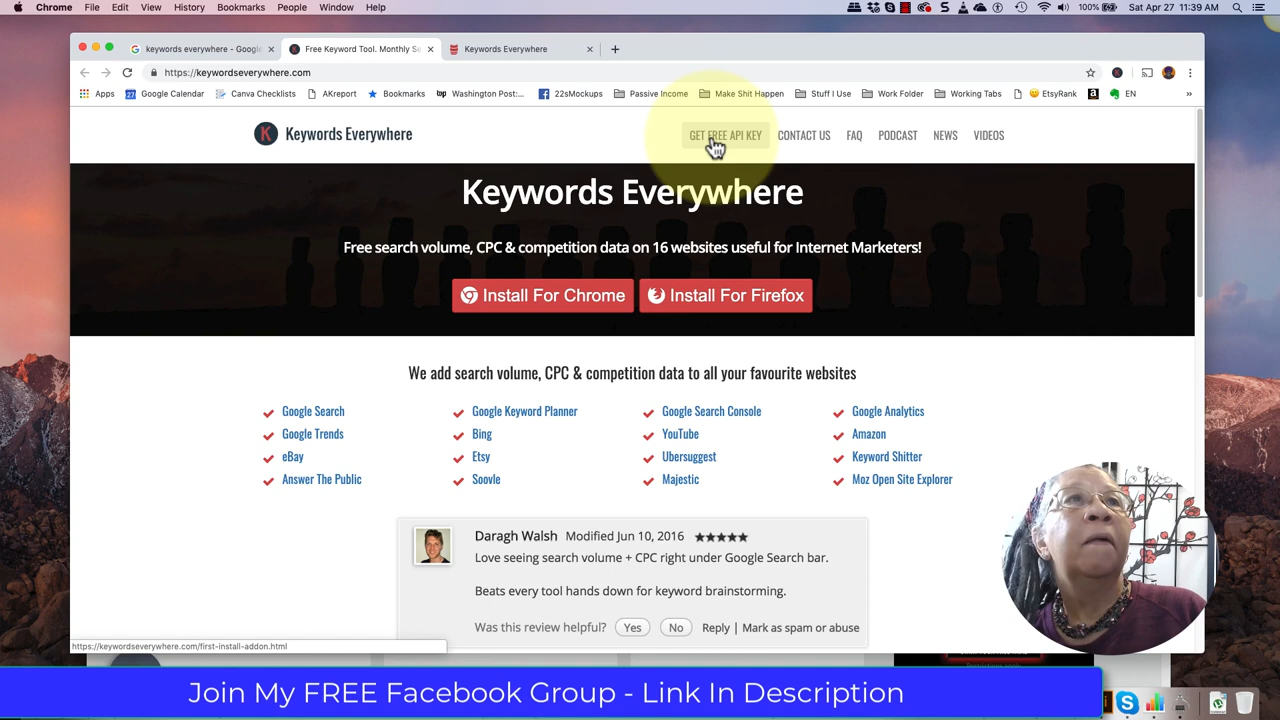 Chrome File Edit View History Bookmarks People Window Help
100% Sat Apr 27 11:39 AM
keywords everywhere - Google
Free Keyword Tool. Monthly Se
Keywords Everywhere
https://keywordseverywhere.com
Apps
Google Calendar
Canva Checklists
AKreport
Bookmarks
Washington Post:...
22sMockups
Passive Income
Make Shit Happen
Stuff I Use
Work Folder
Working Tabs
EtsyRank
EN
»
Keywords Everywhere
GET FREE API KEY CONTACT US FAQ PODCAST NEWS VIDEOS
Keywords Everywhere
Free search volume, CPC & competition data on 16 websites useful for Internet Marketers!
Install For Chrome Install For Firefox
We add search volume, CPC & competition data to all your favourite websites
Google Search Google Keyword Planner Google Search Console Google Analytics
Google Trends Bing YouTube Amazon
eBay Etsy Ubersuggest Keyword Shitter
Answer The Public Soovle Majestic Moz Open Site Explorer
Daragh Walsh Modified Jun 10, 2016 ★★★★★
Love seeing search volume + CPC right under Google Search bar.
Beats every tool hands down for keyword brainstorming.
Was this review helpful? Yes No Reply | Mark as spam or abuse
https://keywordseverywhere.com/first-install-addon.html
Join My FREE Facebook Group - Link In Description